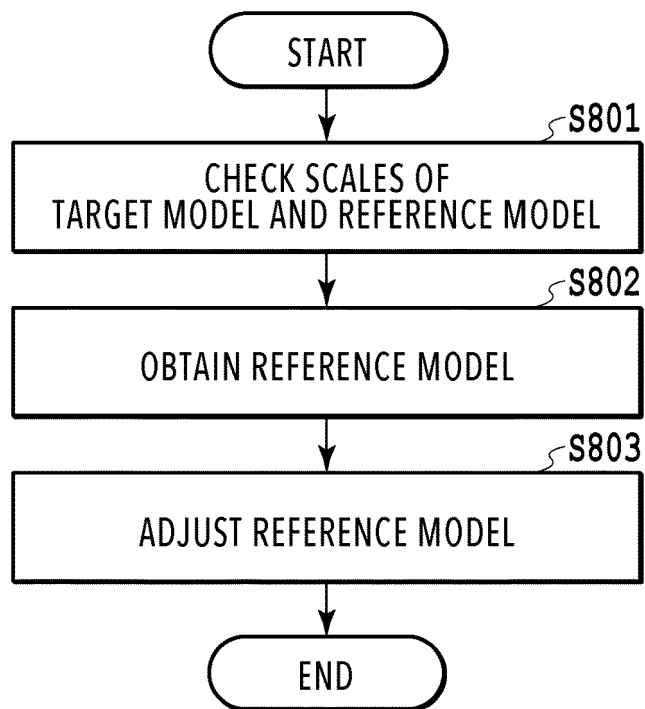 START
S801
CHECK SCALES OF
TARGET MODEL AND REFERENCE MODEL
S802
OBTAIN REFERENCE MODEL
S803
ADJUST REFERENCE MODEL
END